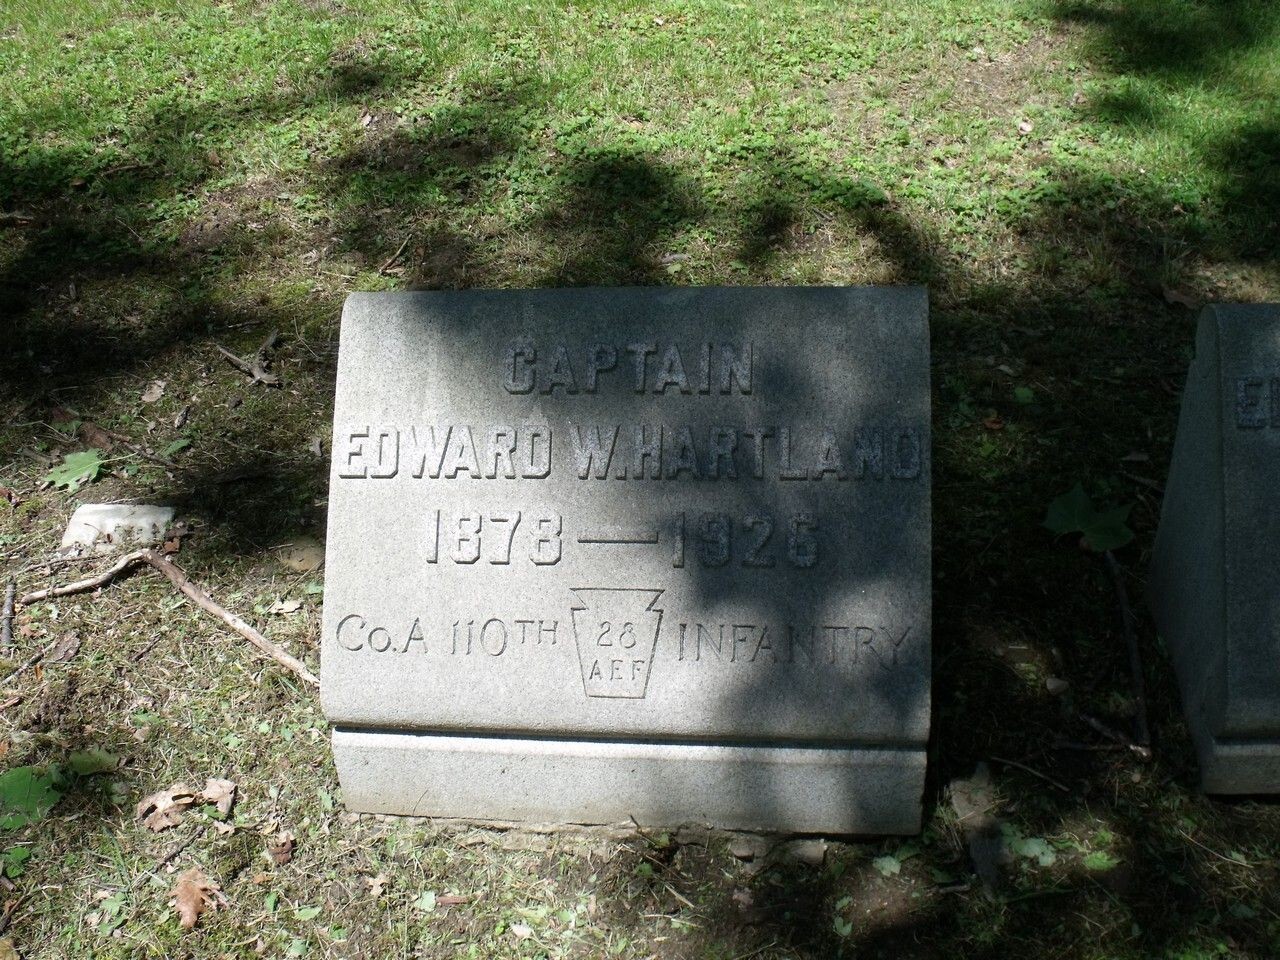 CAPTAIN
EDWARD W. HARTLAND
1878 — 1926
Co. A 110TH 28 AEF INFANTRY